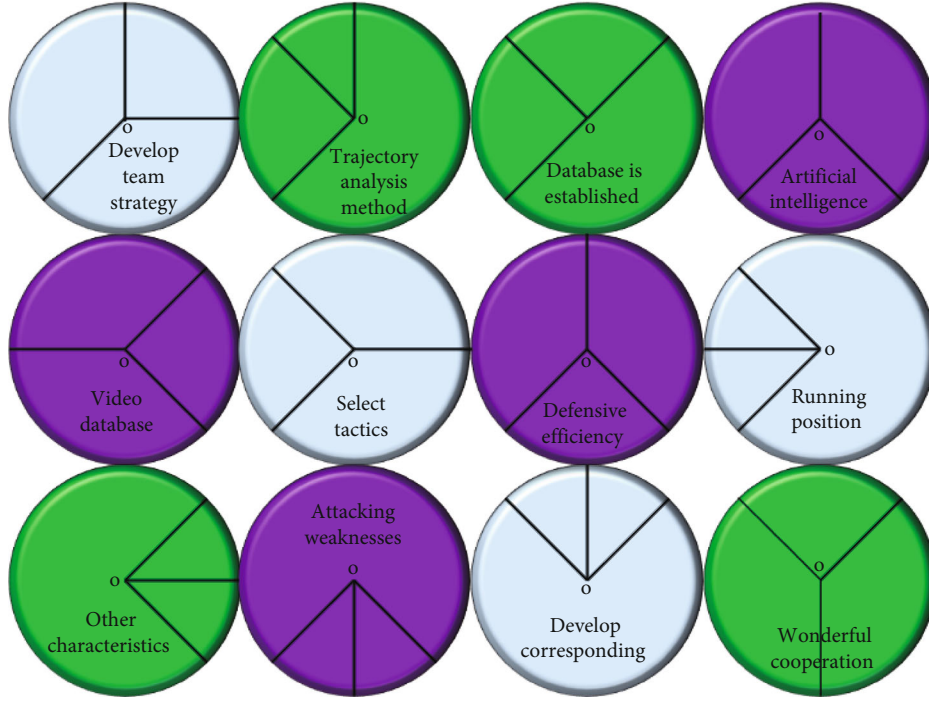 o
Develop
team
strategy
o
Trajectory
analysis
method
o
Database is
established
o
Artificial
intelligence
o
Video
database
o
Select
tactics
o
Defensive
efficiency
o
Running
position
o
Other
characteristics
Attacking
weaknesses
o
o
Develop
corresponding
o
Wonderful
cooperation